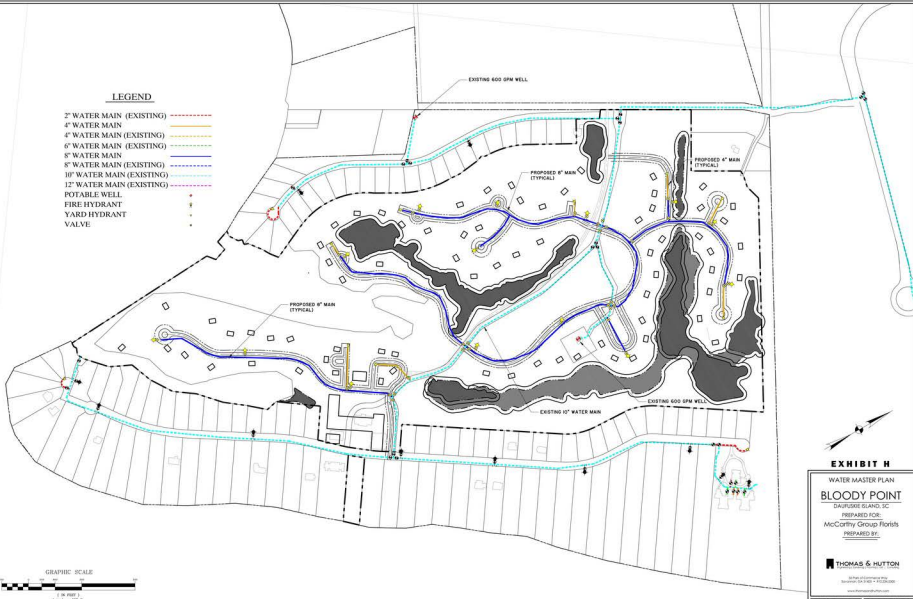 EXISTING 600 GPM WELL
LEGEND
2" WATER MAIN (EXISTING)
4" WATER MAIN
4" WATER MAIN (EXISTING)
6" WATER MAIN (EXISTING)
8" WATER MAIN
8" WATER MAIN (EXISTING)
10" WATER MAIN (EXISTING)
12" WATER MAIN (EXISTING)
POTABLE WELL
FIRE HYDRANT
YARD HYDRANT
VALVE
PROPOSED 4" MAIN
(TYPICAL)
PROPOSED 8" MAIN
(TYPICAL)
PROPOSED 8" MAIN
(TYPICAL)
EXISTING 600 GPM WELL
EXISTING 10" WATER MAIN
EXHIBIT H
WATER MASTER PLAN
BLOODY POINT
DAUFUSKIE ISLAND, SC
PREPARED FOR:
McCarthy Group Florists
PREPARED BY:
THOMAS & HUTTON
GRAPHIC SCALE